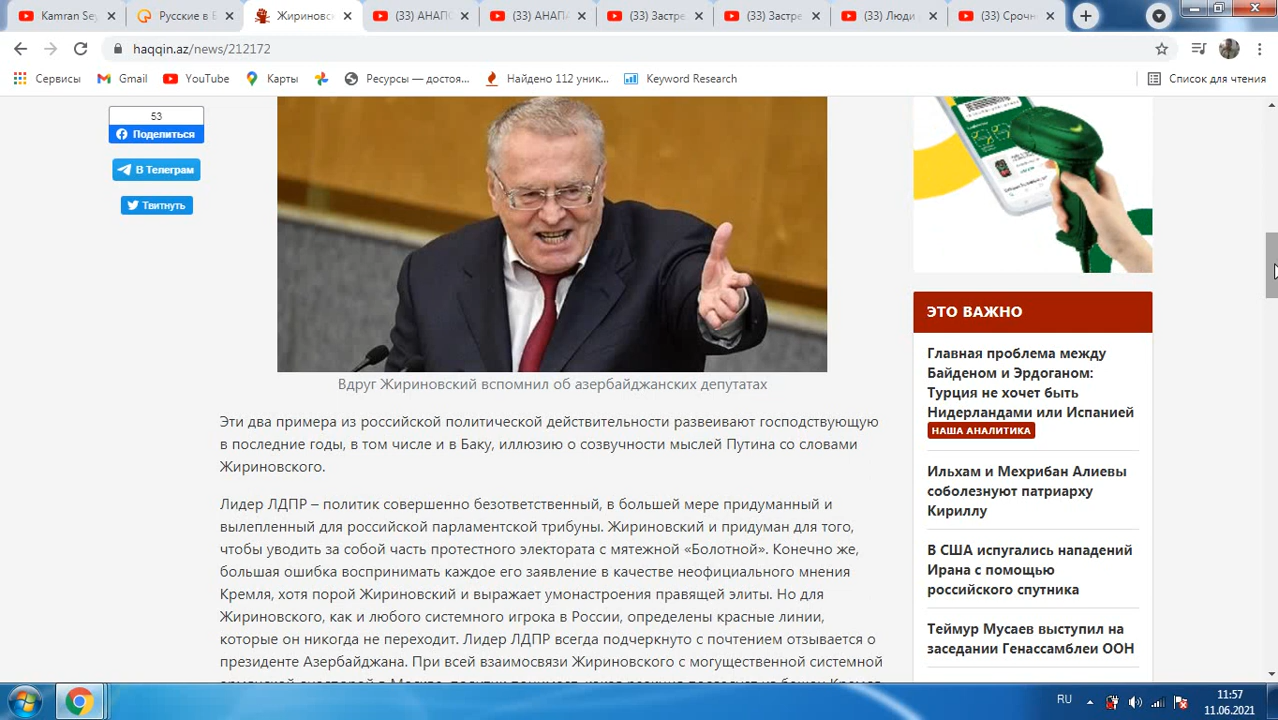 Kamran Sey
Русские в Б
Жириновс
(33) АНАПО
(33) АНАПА
(33) Застре
(33) Застре
(33) Люди
(33) Срочн
haqqin.az/news/212172
Сервисы
Gmail
YouTube
Карты
Ресурсы — достоя...
Найдено 112 уник...
Keyword Research
Список для чтения
53
Поделиться
В Телеграм
Твитнуть
Вдруг Жириновский вспомнил об азербайджанских депутатах
Эти два примера из российской политической действительности развеивают господствующую
в последние годы, в том числе и в Баку, иллюзию о созвучности мыслей Путина со словами
Жириновского.
Лидер ЛДПР – политик совершенно безответственный, в большей мере придуманный и
вылепленный для российской парламентской трибуны. Жириновский и придуман для того,
чтобы уводить за собой часть протестного электората с мятежной «Болотной». Конечно же,
большая ошибка воспринимать каждое его заявление в качестве неофициального мнения
Кремля, хотя порой Жириновский и выражает умонастроения правящей элиты. Но для
Жириновского, как и любого системного игрока в России, определены красные линии,
которые он никогда не переходит. Лидер ЛДПР всегда подчеркнуто с почтением отзывается о
президенте Азербайджана. При всей взаимосвязи Жириновского с могущественной системной
ЭТО ВАЖНО
Главная проблема между
Байденом и Эрдоганом:
Турция не хочет быть
Нидерландами или Испанией
НАША АНАЛИТИКА
Ильхам и Мехрибан Алиевы
соболезнуют патриарху
Кириллу
В США испугались нападений
Ирана с помощью
российского спутника
Теймур Мусаев выступил на
заседании Генассамблеи ООН
RU
11:57
11.06.2021